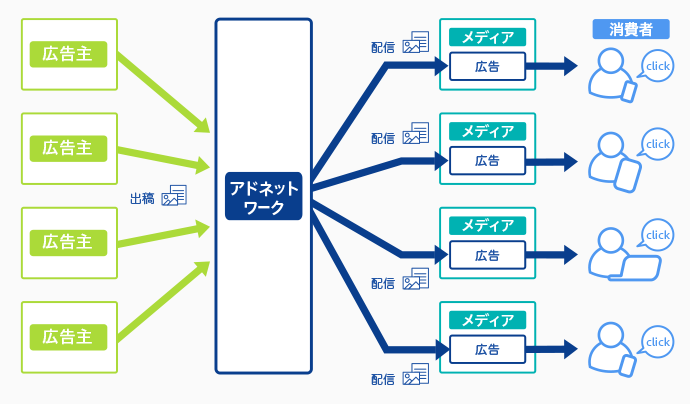 広告主
広告主
広告主
広告主
出稿
アドネット
ワーク
配信
配信
配信
配信
メディア
広告
メディア
広告
メディア
広告
メディア
広告
消費者
click
click
click
click